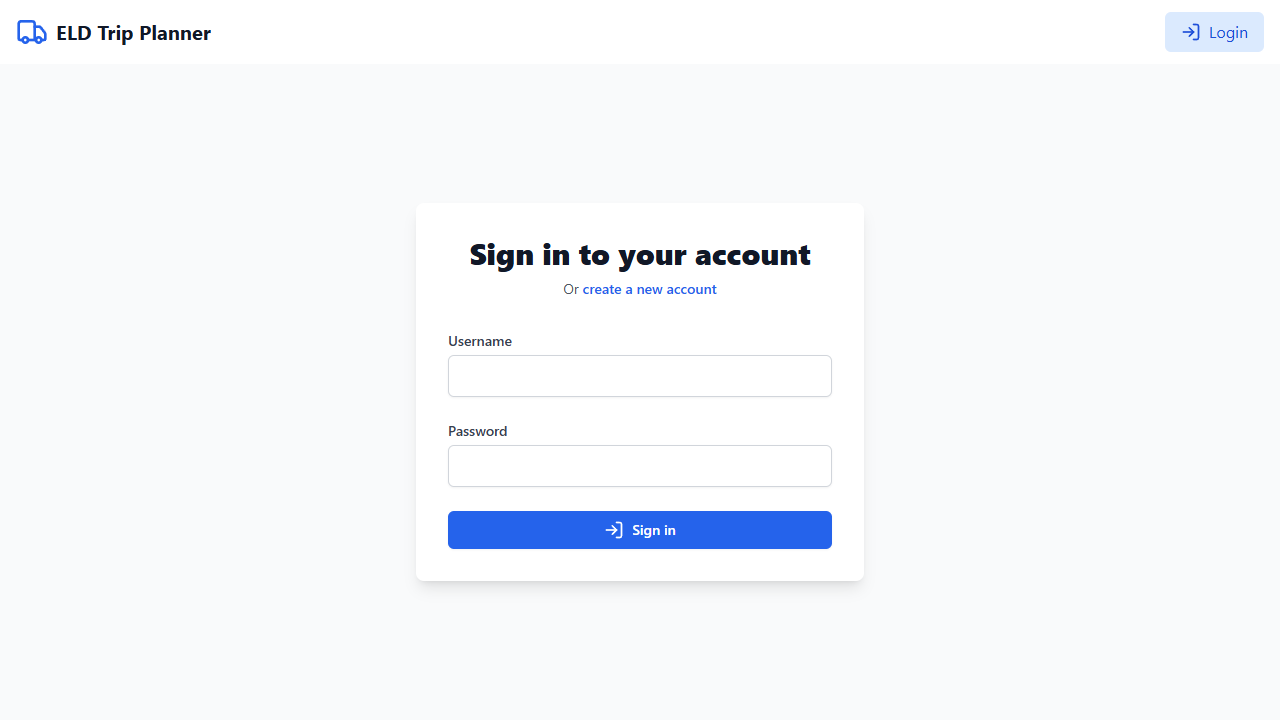 ELD Trip Planner
Login
Sign in to your account
Or create a new account
Username
Password
Sign in